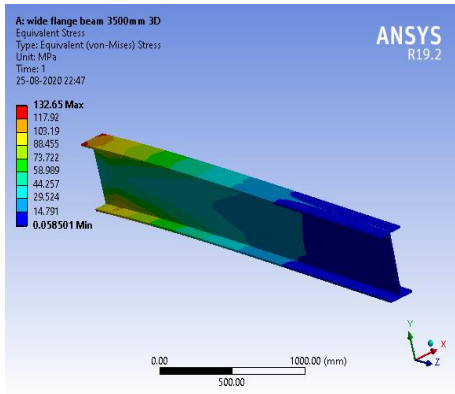 A: wide flange beam 3500mm 3D
Equivalent Stress
Type: Equivalent (von-Mises) Stress
Unit: MPa
Time: 1
25-08-2020 22:47
ANSYS
R19.2
132.65 Max
117.92
103.19
88.455
73.722
58.989
44.257
29.524
14.791
0.058501 Min
Y
X
Z
0.00 1000.00 (mm)
500.00